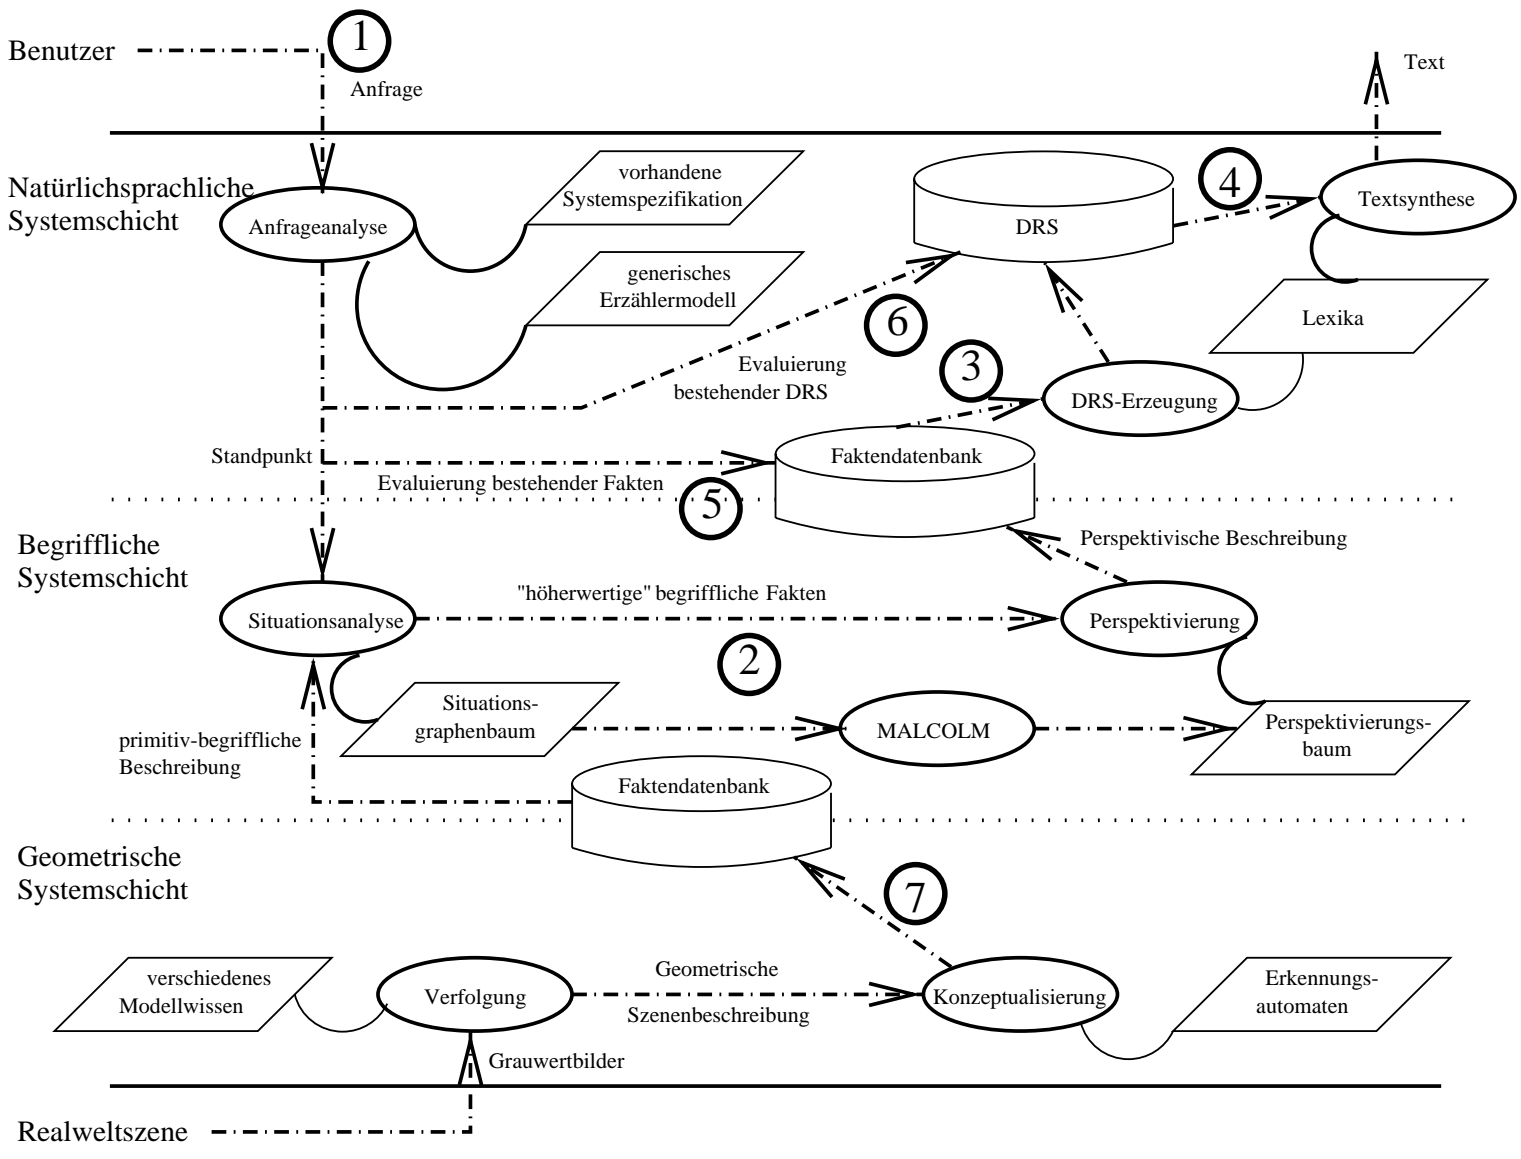 1
Benutzer
Text
Anfrage
vorhandene
Systemspezifikation
4
Natürlichsprachliche
Systemschicht
Anfrageanalyse
DRS
Textsynthese
generisches
Erzählermodell
6
Lexika
Evaluierung
bestehender DRS
3
DRS-Erzeugung
Standpunkt
Faktendatenbank
Evaluierung bestehender Fakten
5
Begriffliche
Systemschicht
Perspektivische Beschreibung
"höherwertige" begriffliche Fakten
Situationsanalyse
Perspektivierung
2
Situations-
graphenbaum
MALCOLM
Perspektivierungs-
baum
primitiv-begriffliche
Beschreibung
Faktendatenbank
Geometrische
Systemschicht
7
verschiedenes
Modellwissen
Verfolgung
Geometrische
Szenenbeschreibung
Konzeptualisierung
Erkennungs-
automaten
Grauwertbilder
Realweltszene